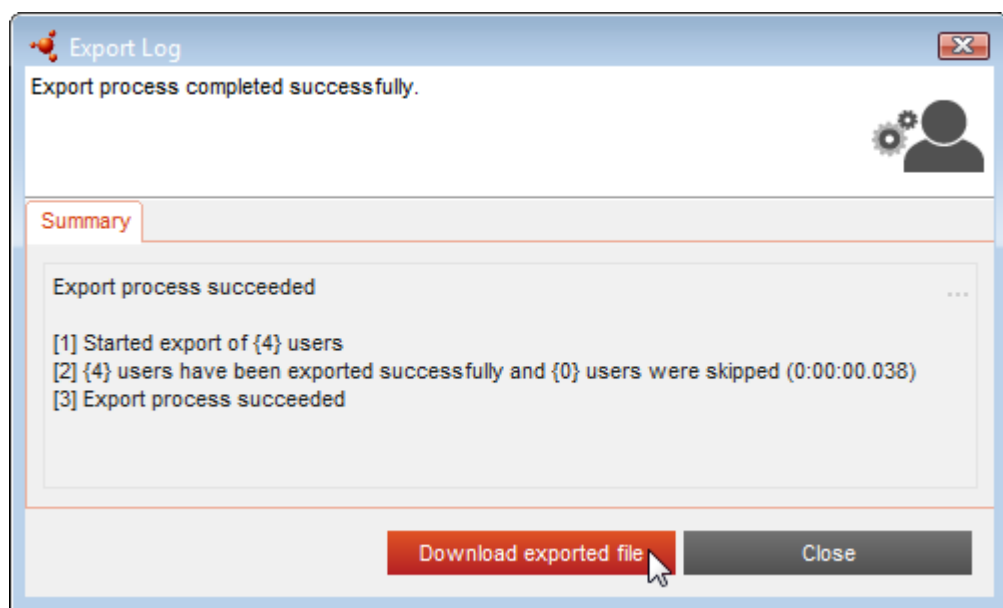 Export Log
Export process completed successfully.
Summary
Export process succeeded
...
[1] Started export of {4} users
[2] {4} users have been exported successfully and {0} users were skipped (0:00:00.038)
[3] Export process succeeded
Download exported file
Close